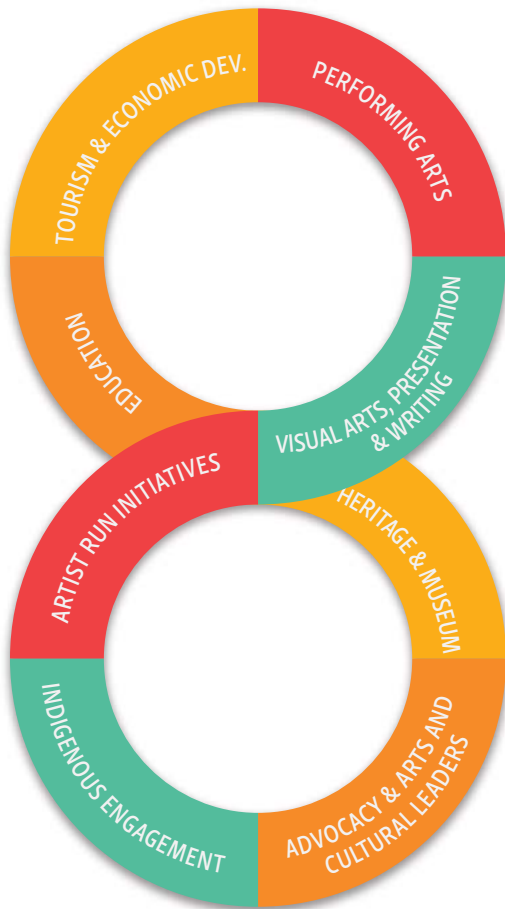 TOURISM & ECONOMIC DEV.
PERFORMING ARTS
EDUCATION
VISUAL ARTS, PRESENTATION
& WRITING
ARTIST RUN INITIATIVES
HERITAGE & MUSEUM
INDIGENOUS ENGAGEMENT
ADVOCACY & ARTS AND
CULTURAL LEADERS